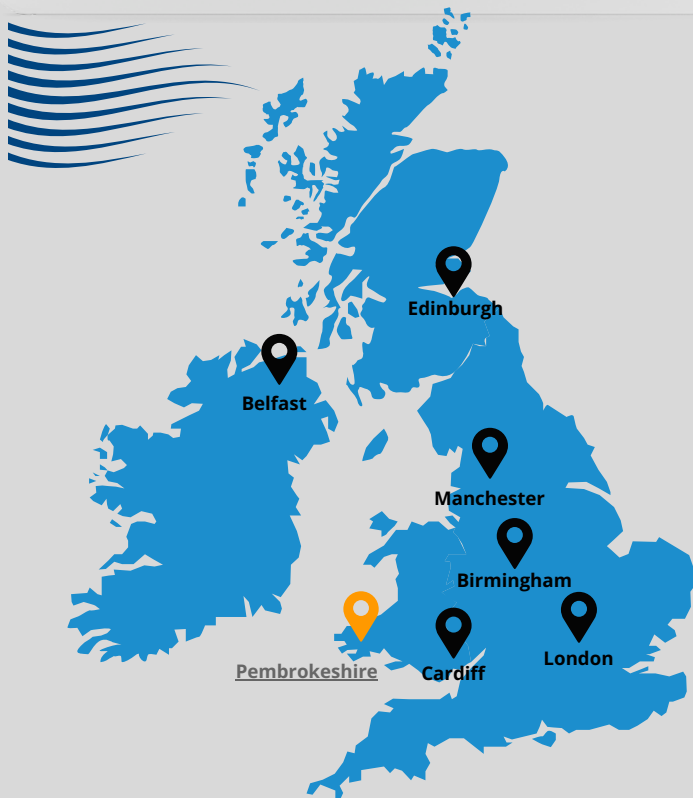 Edinburgh
Belfast
Manchester
Birmingham
London
Pembrokeshire
Cardiff